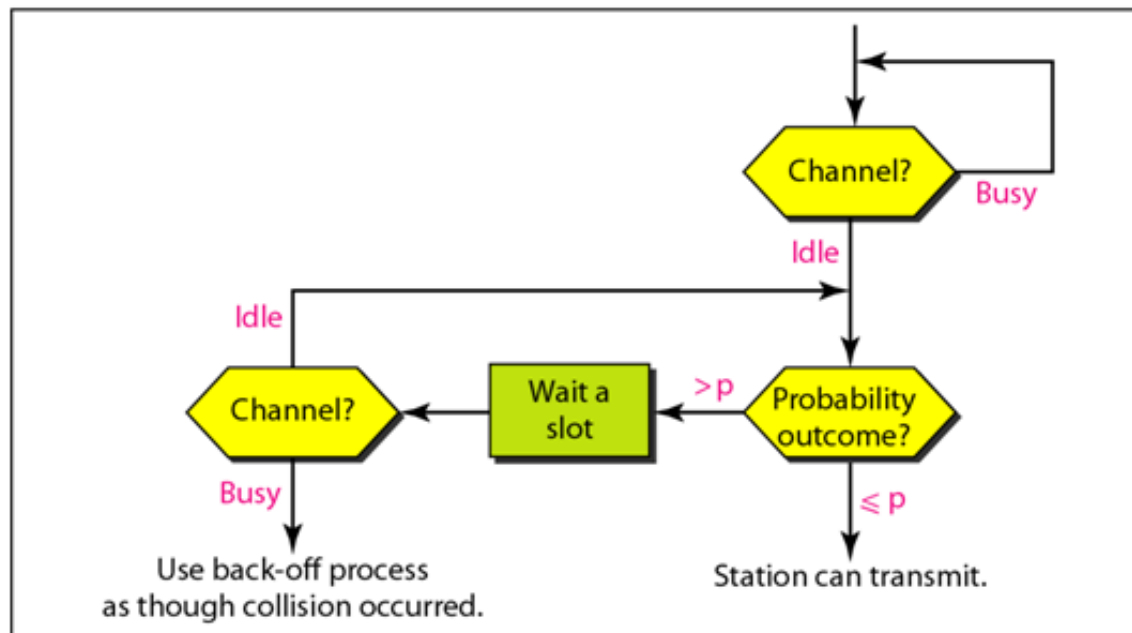 Channel?
Busy
Idle
Idle
Channel?
Wait a
slot
> p
Probability
outcome?
Busy
⩽ p
Use back-off process
as though collision occurred.
Station can transmit.